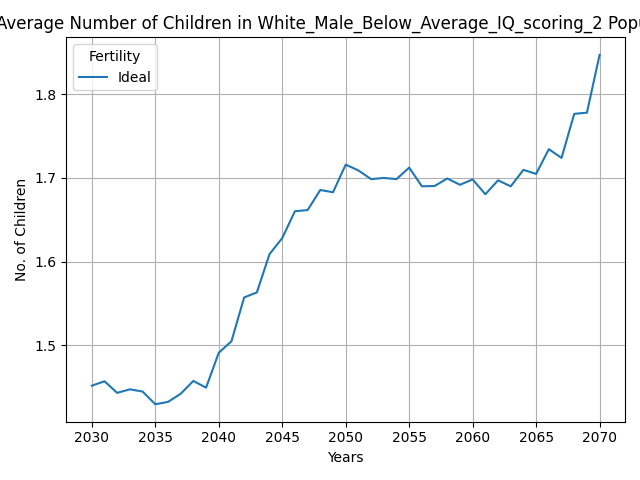 Average Number of Children in White_Male_Below_Average_IQ_scoring_2 Popu
Fertility
Ideal
No. of Children
1.8
1.7
1.6
1.5
2030 2035 2040 2045 2050 2055 2060 2065 2070
Years